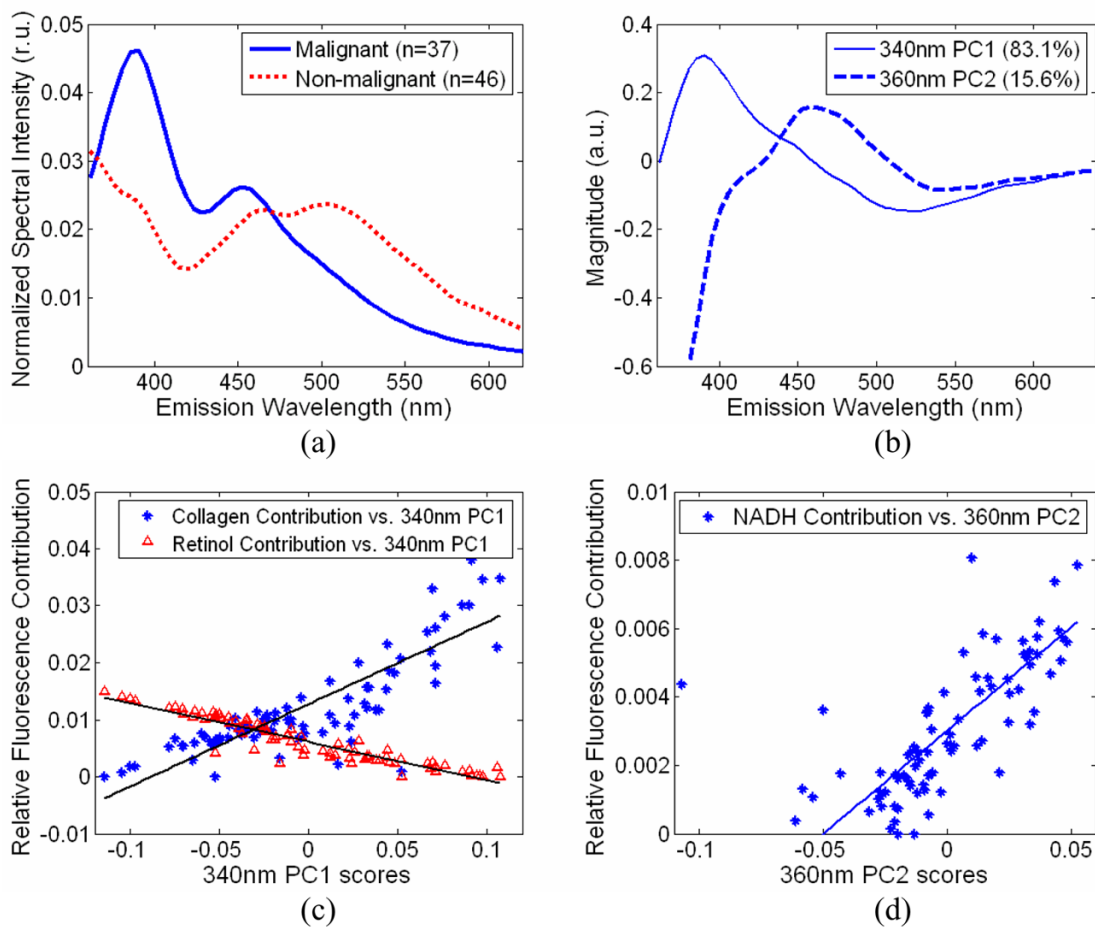 0.05
0.04
0.03
0.02
0.01
0
Normalized Spectral Intensity (r. u.)
Malignant (n=37)
Non-malignant (n=46)
400 450 500 550 600
Emission Wavelength (nm)
(a)
0.6
0.4
0.2
0
-0.2
-0.4
-0.6
Magnitude (a.u.)
340nm PC1 (83.1%)
360nm PC2 (15.6%)
400 450 500 550 600
Emission Wavelength (nm)
(b)
0.05
0.04
0.03
0.02
0.01
0
-0.01
Relative Fluorescence Contribution
Collagen Contribution vs. 340nm PC1
Retinol Contribution vs. 340nm PC1
-0.1 -0.05 0 0.05 0.1
340nm PC1 scores
(c)
0.01
0.008
0.006
0.004
0.002
0
Relative Fluorescence Contribution
NADH Contribution vs. 360nm PC2
-0.1 -0.05 0 0.05
360nm PC2 scores
(d)